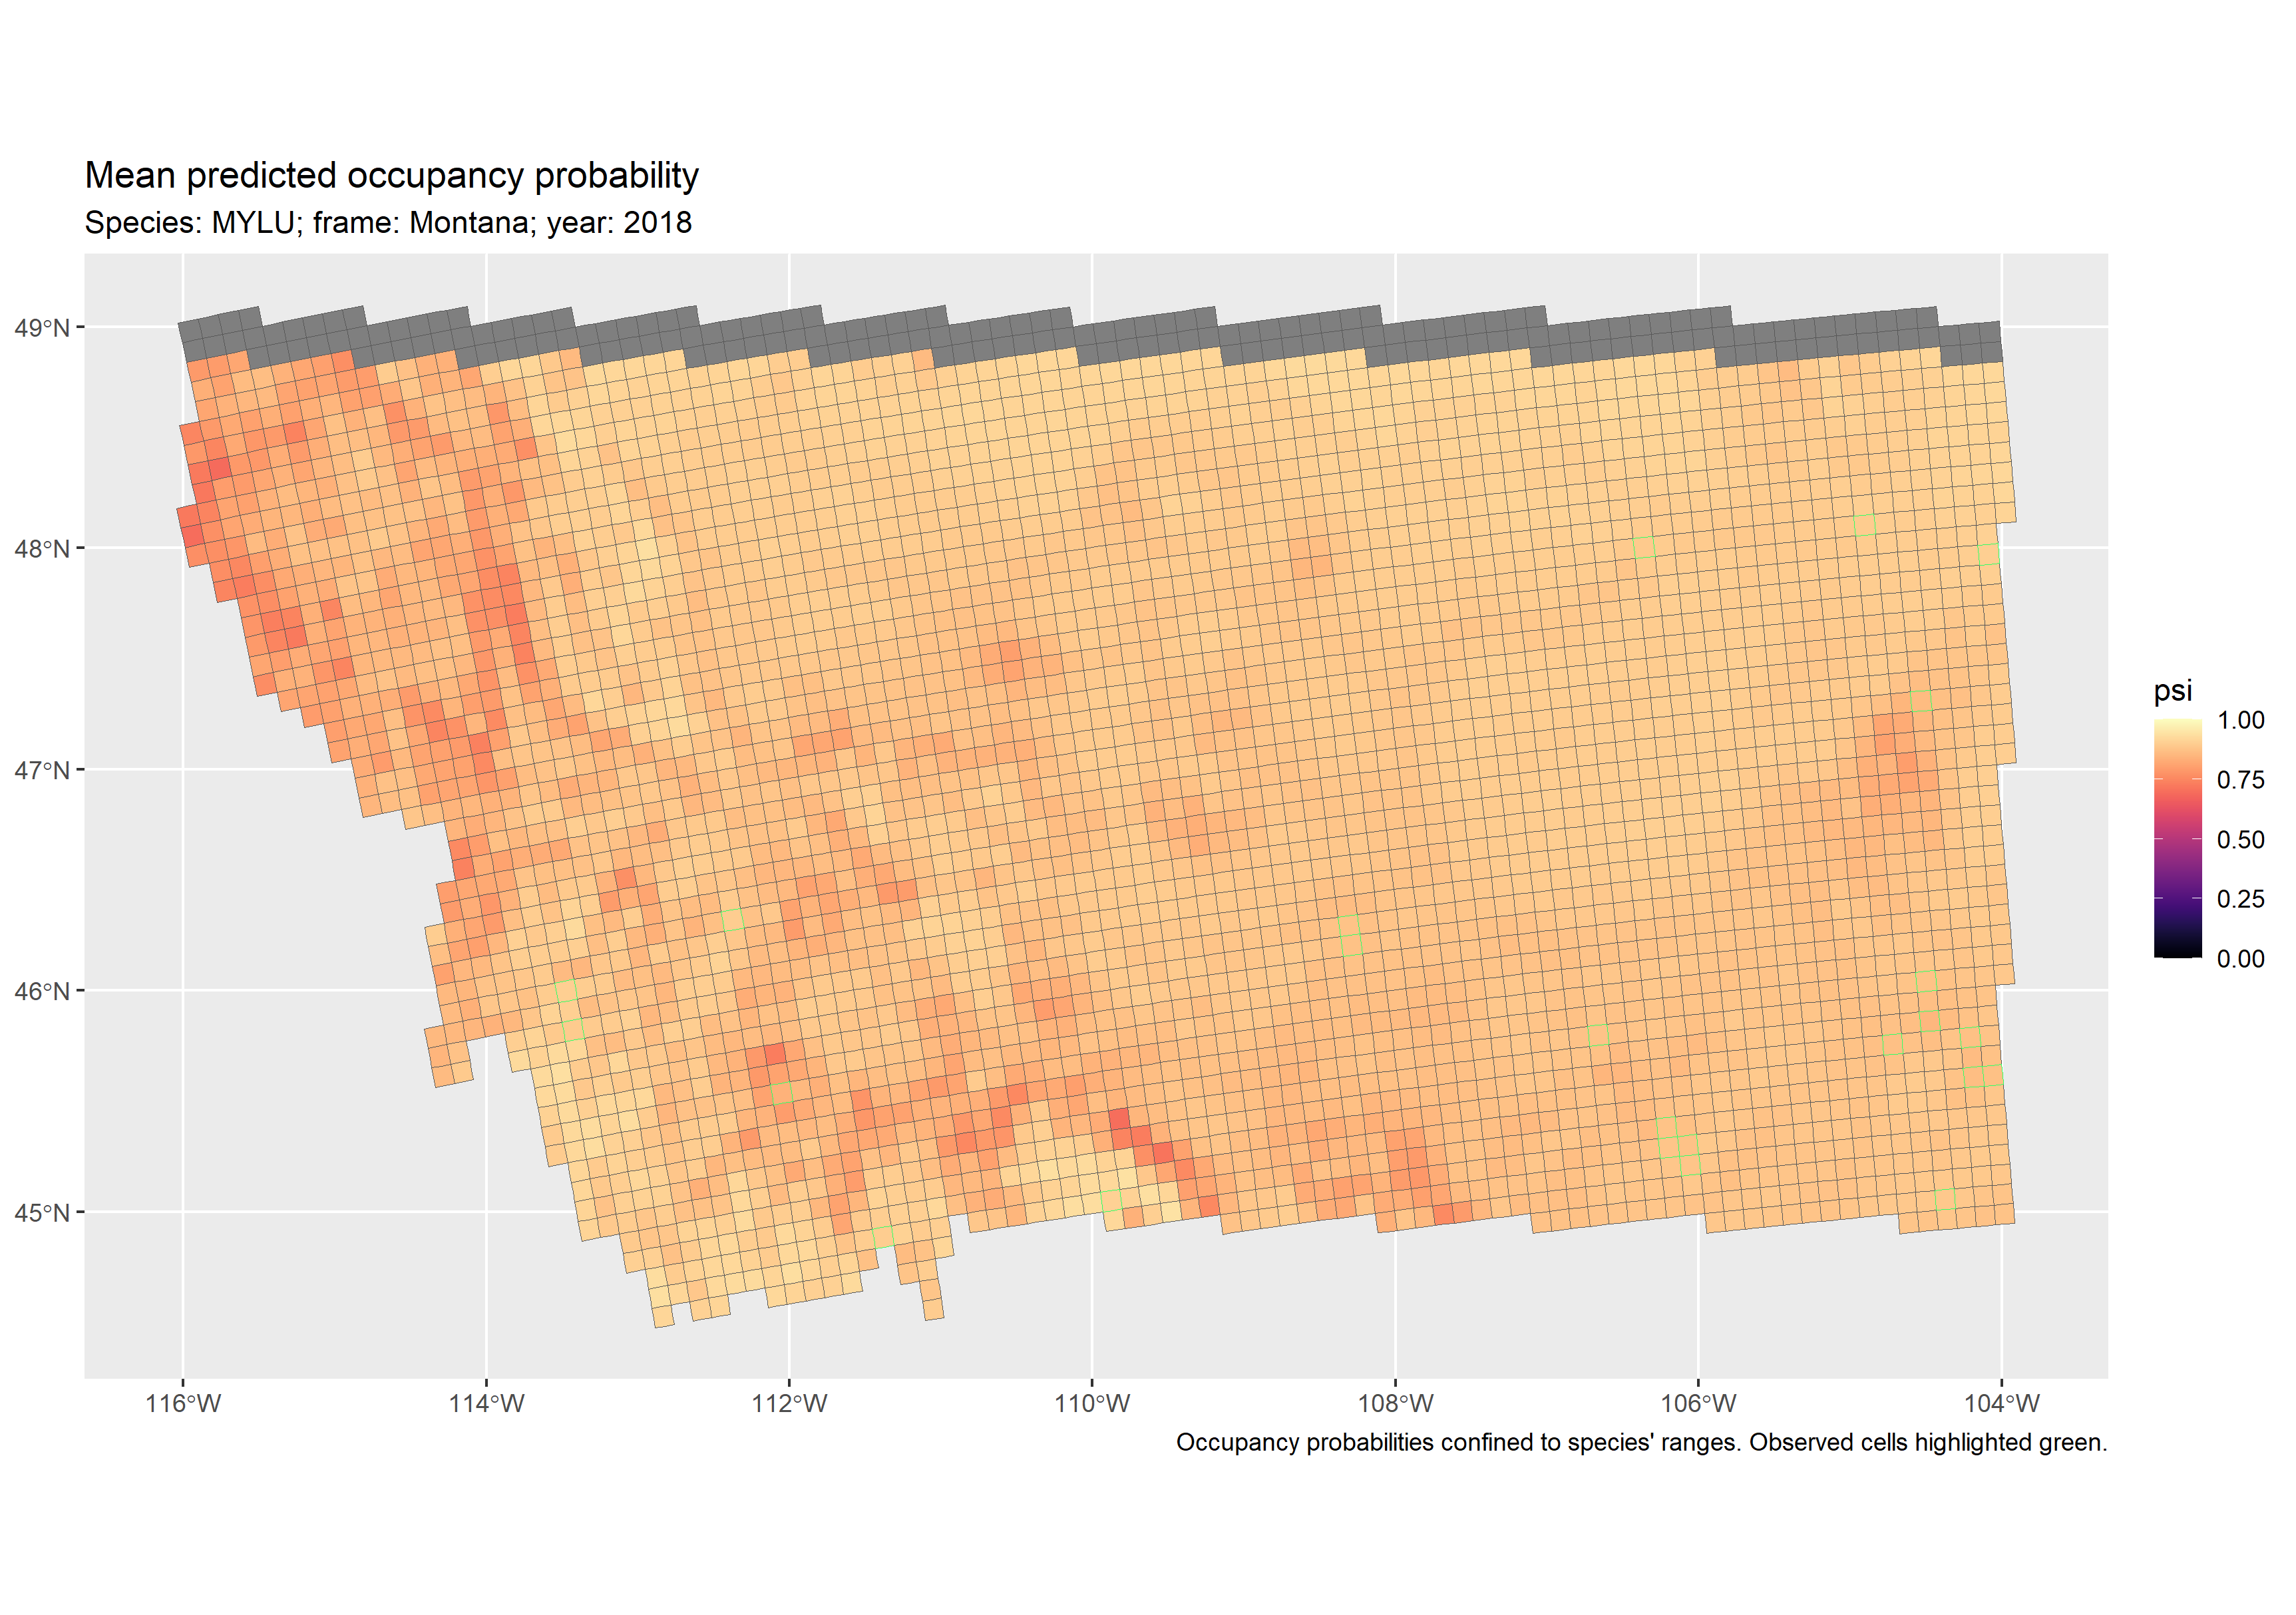 Mean predicted occupancy probability
Species: MYLU; frame: Montana; year: 2018
49°N
48°N
47°N
46°N
45°N
116°W
114°W
112°W
110°W
108°W
106°W
104°W
psi
1.00
0.75
0.50
0.25
0.00
Occupancy probabilities confined to species' ranges. Observed cells highlighted green.